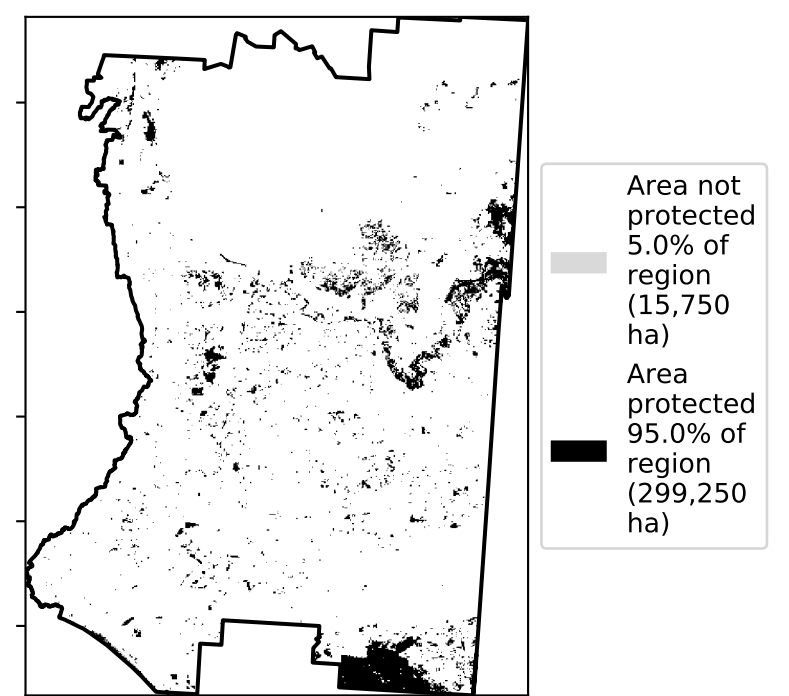 Area not
protected
5.0% of
region
(15,750
ha)
Area
protected
95.0% of
region
(299,250
ha)